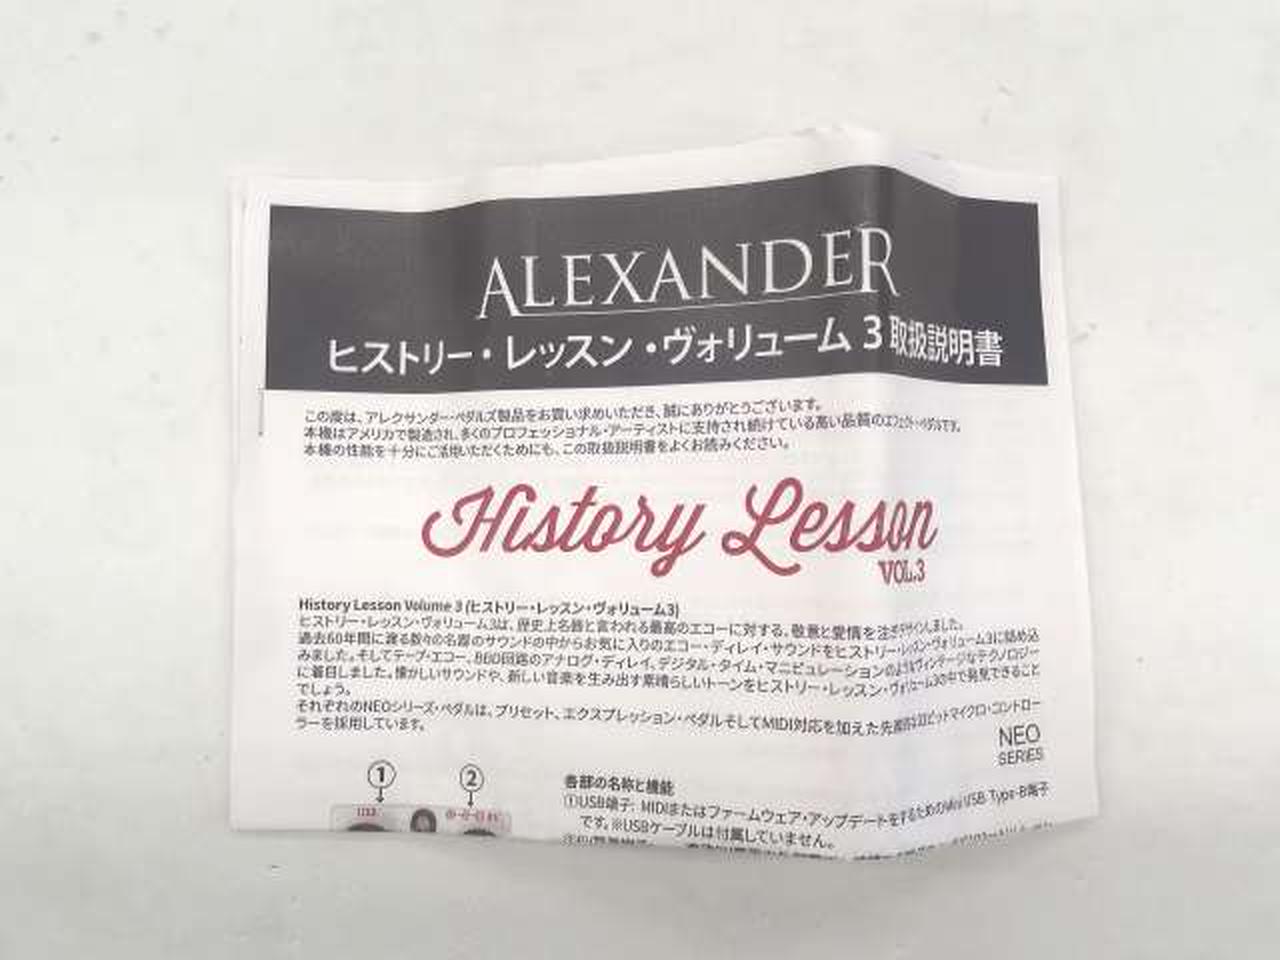 ALEXANDER
ヒストリー・レッスン・ヴォリューム 3 取扱説明書
この度は、アレクサンダー・ペダルズ製品をお買い求めいただき、誠にありがとうございます。
本機はアメリカで製造され、多くのプロフェッショナル・アーティストに支持され続けている高い品質のエフェクト・ペダルです。
本機の性能を十分にご活用いただくためにも、この取扱説明書をよくお読みください。
History Lesson
VOL.3
History Lesson Volume 3 (ヒストリー・レッスン・ヴォリューム3)
ヒストリー・レッスン・ヴォリューム3は、歴史上名器と言われる最高のエコーに対する、敬意と愛情を注ぎデザインしました。
過去60年間に渡る数々の名器のサウンドの中からお気に入りのエコー・ディレイ・サウンドをヒストリー・レッスン・ヴォリューム3に詰め込
みました。そしてテープ・エコー、BBD回路のアナログ・ディレイ、デジタル・タイム・マニピュレーションのようなヴィンテージなテクノロジー
に着目しました。懐かしいサウンドや、新しい音楽を生み出す素晴らしいトーンをヒストリー・レッスン・ヴォリューム3の中で発見できること
でしょう。
それぞれのNEOシリーズ・ペダルは、プリセット、エクスプレッション・ペダルそしてMIDI対応を加えた先進的な32ビットマイクロ・コントロー
ラーを採用しています。
NEO
SERIES
① ②
USB
各部の名称と機能
①USB端子: MIDIまたはファームウェア・アップデートをするためのMini USB Type-B端子
です。※USBケーブルは付属していません。